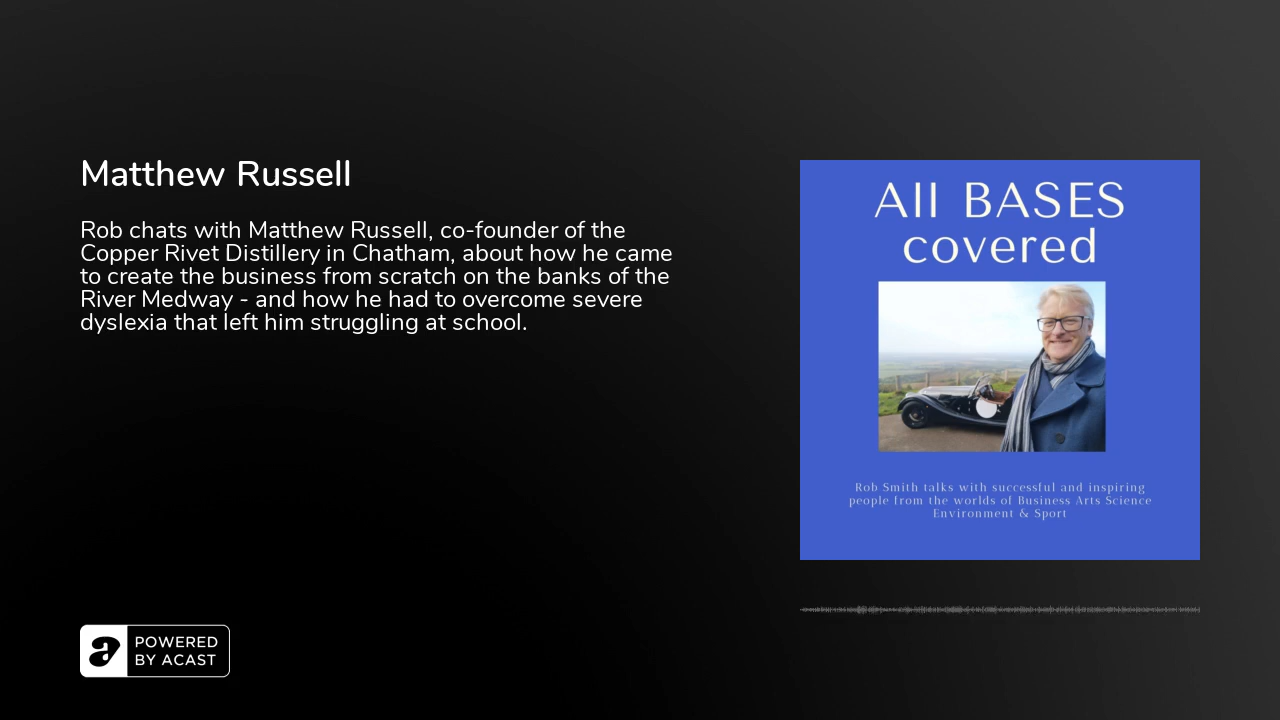 Matthew Russell
Rob chats with Matthew Russell, co-founder of the
Copper Rivet Distillery in Chatham, about how he came
to create the business from scratch on the banks of the
River Medway - and how he had to overcome severe
dyslexia that left him struggling at school.
All BASES
covered
Rob Smith talks with successful and inspiring
people from the worlds of Business Arts Science
Environment & Sport
a
POWERED
BY ACAST